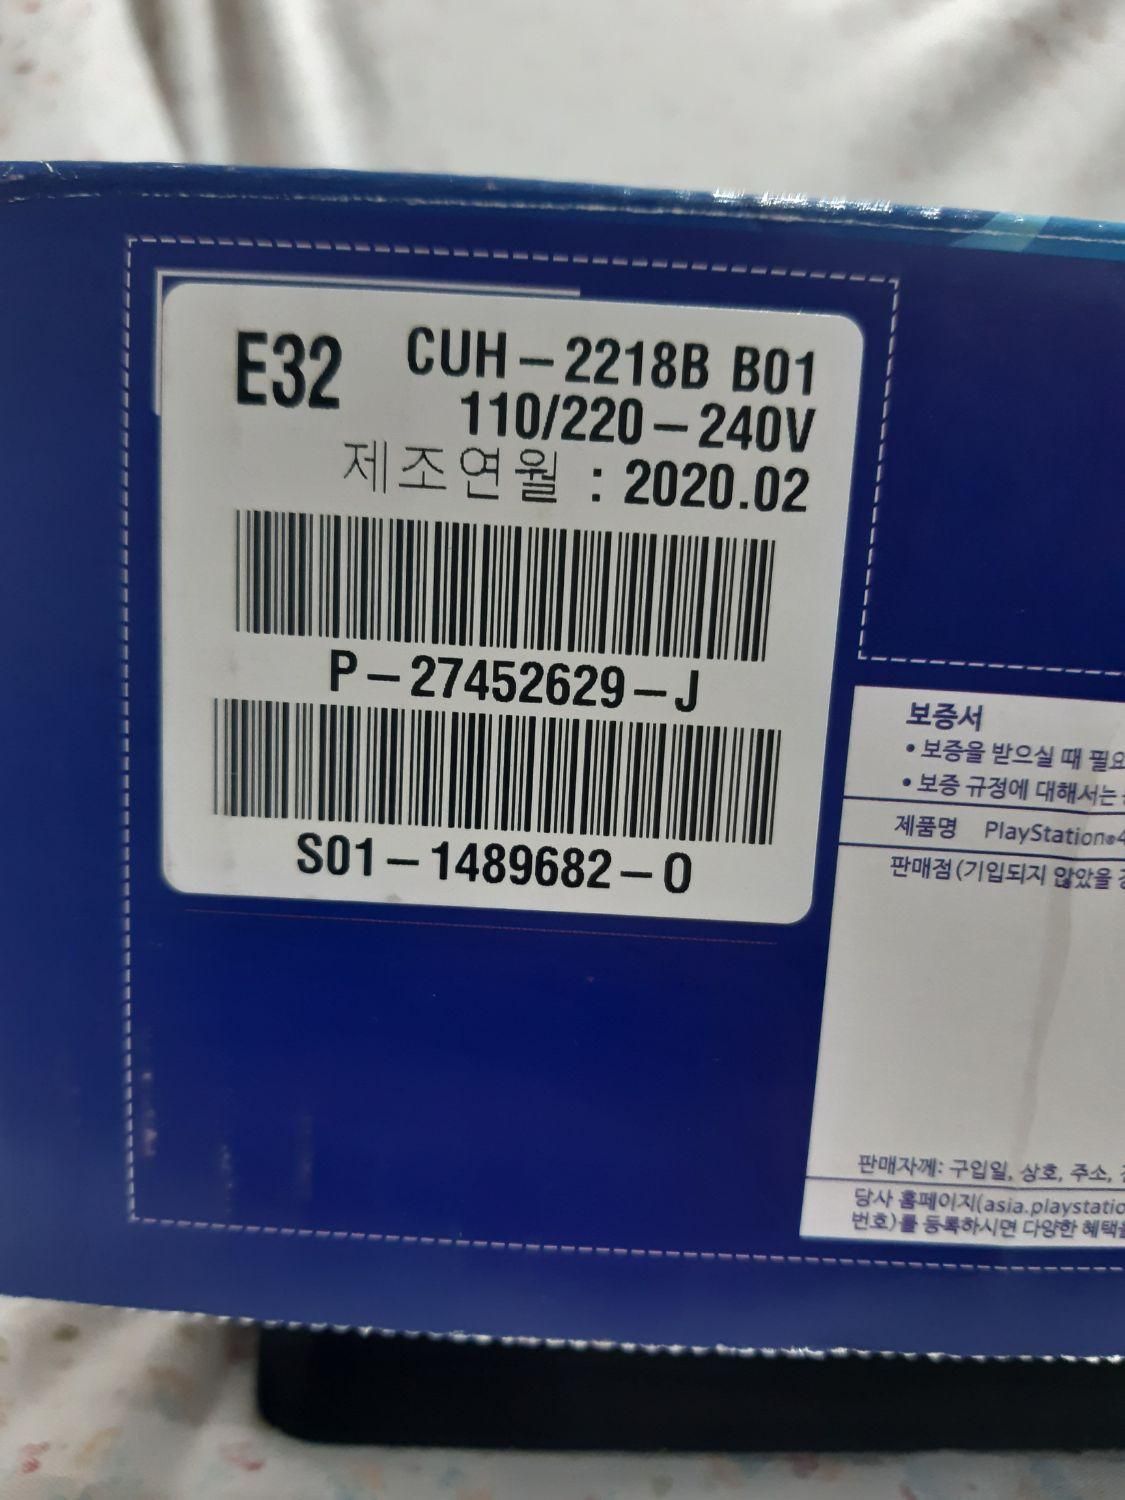 E32
CUH-2218B B01
110/220-240V
제조연월 : 2020.02
P-27452629-J
S01-1489682-0
보증서
• 보증을 받으실 때
• 보증 규정에 대해서는
제품명 PlayStation®4
판매점(기입되지 않았을
판매자께: 구입일, 상호, 주소,
당사 홈페이지(asia.playstatio
번호)를 등록하시면 다양한